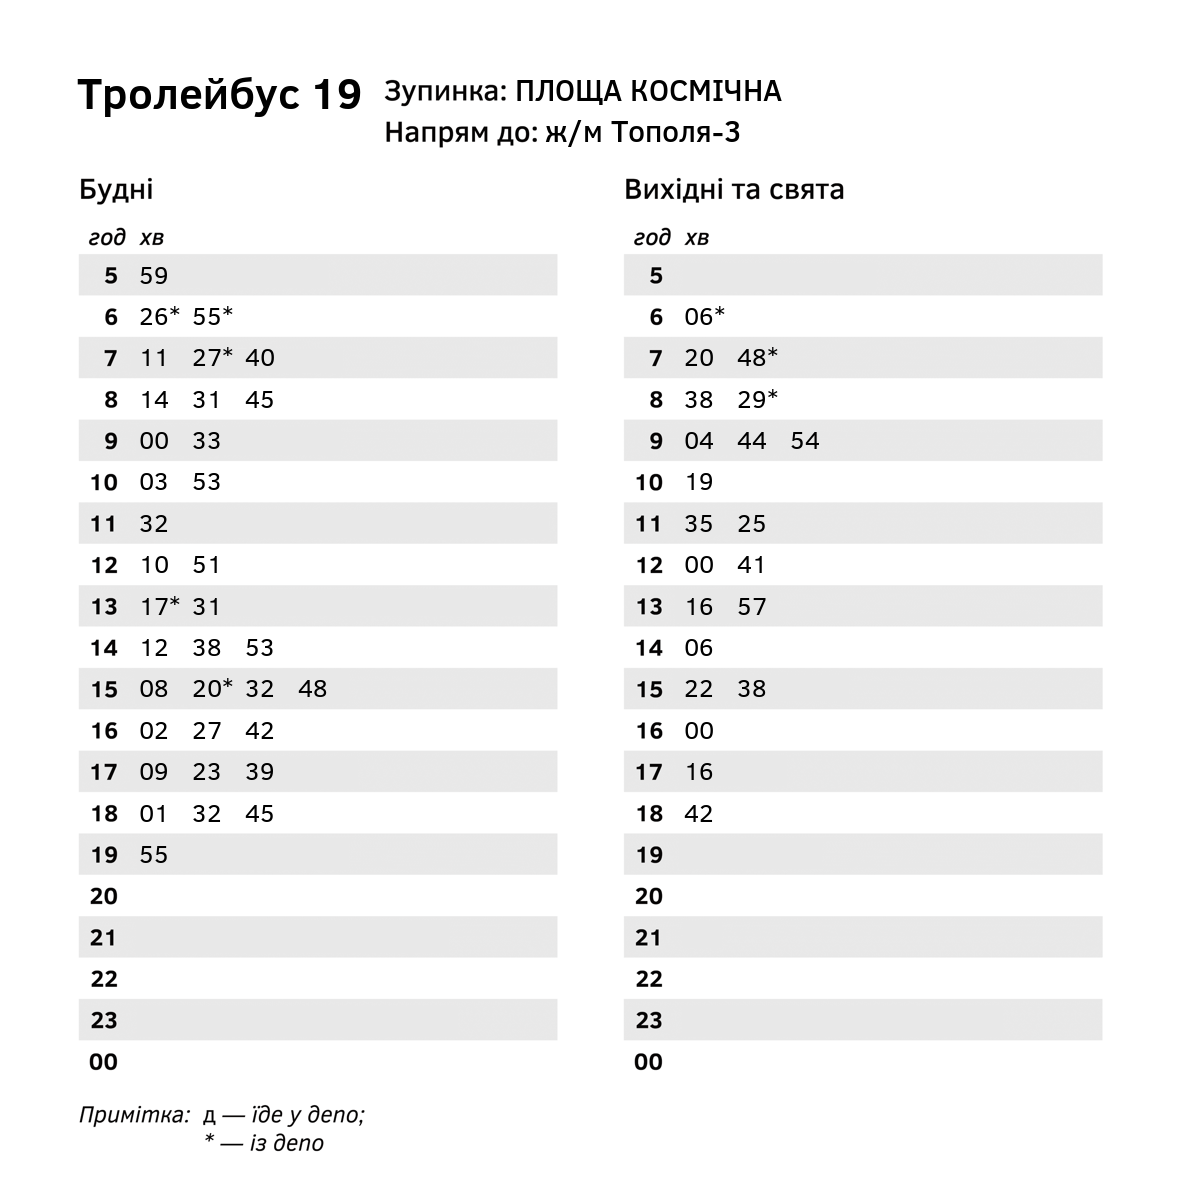 Тролейбус 19
Зупинка: ПЛОЩА КОСМІЧНА
Напрям до: ж/м Тополя-3
Будні
год хв
5 59
6 26* 55*
7 11 27* 40
8 14 31 45
9 00 33
10 03 53
11 32
12 10 51
13 17* 31
14 12 38 53
15 08 20* 32 48
16 02 27 42
17 09 23 39
18 01 32 45
19 55
20
21
22
23
00
Вихідні та свята
год хв
5
6 06*
7 20 48*
8 38 29*
9 04 44 54
10 19
11 35 25
12 00 41
13 16 57
14 06
15 22 38
16 00
17 16
18 42
19
20
21
22
23
00
Примітка: д — їде у депо;
* — із депо